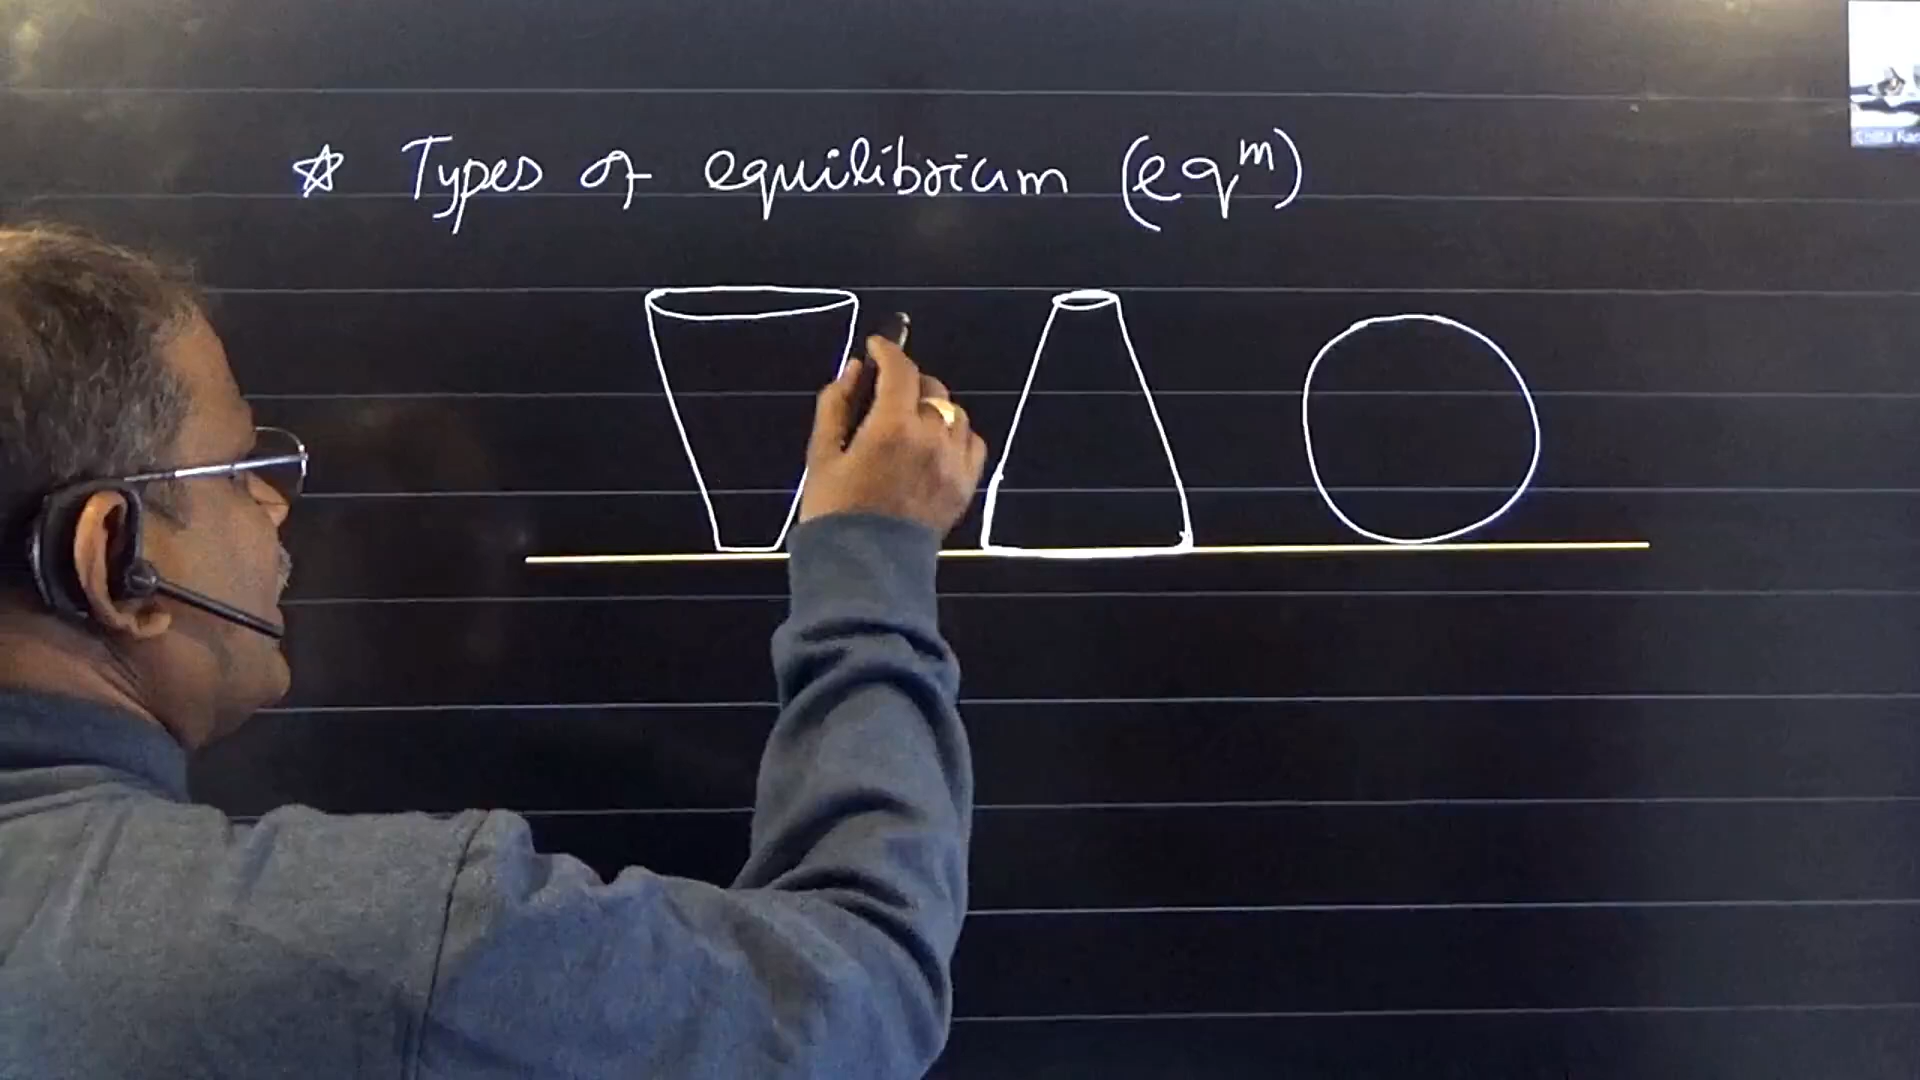 ☆ Types of equilibrium (eqᵐ)